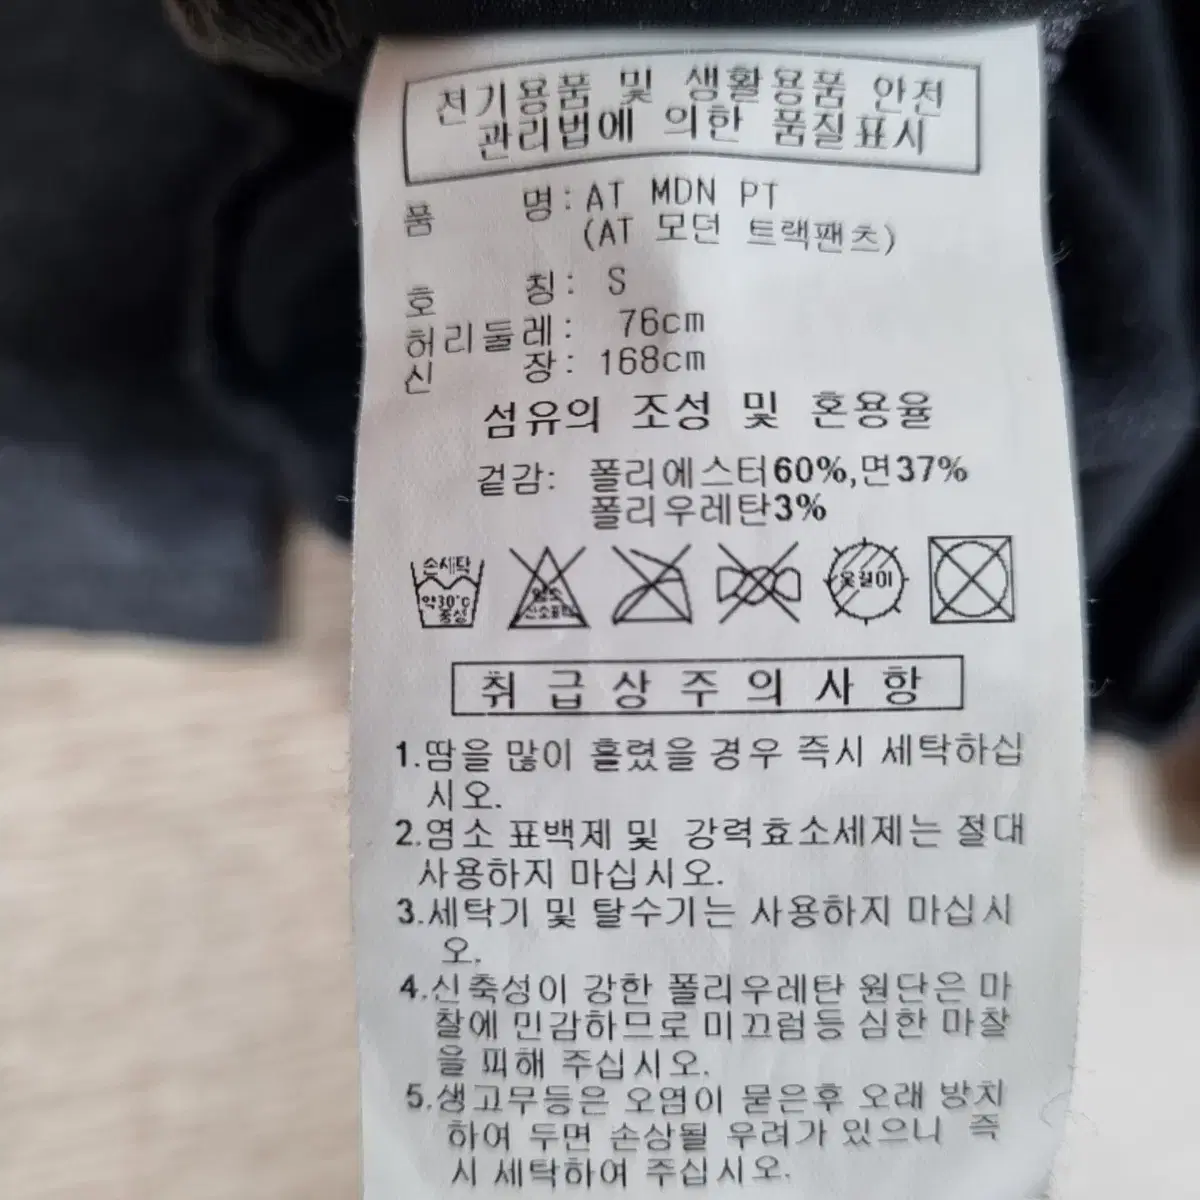 전기용품 및 생활용품 안전
관리법에 의한 품질표시
품 명: AT MDN PT
(AT 모던 트랙팬츠)
호 칭: S
허리둘레: 76cm
신 장: 168cm
섬유의 조성 및 혼용율
겉감: 폴리에스터60%,면37%
폴리우레탄3%
손세탁
약30℃
중성
염소
산소표백
옷걸이
취급상주의사항
1.땀을 많이 흘렸을 경우 즉시 세탁하십
시오.
2.염소 표백제 및 강력효소세제는 절대
사용하지 마십시오.
3.세탁기 및 탈수기는 사용하지 마십시
오.
4.신축성이 강한 폴리우레탄 원단은 마
찰에 민감하므로 미끄럼등 심한 마찰
을 피해 주십시오.
5.생고무등은 오염이 묻은후 오래 방치
하여 두면 손상될 우려가 있으니 즉
시 세탁하여 주십시오.